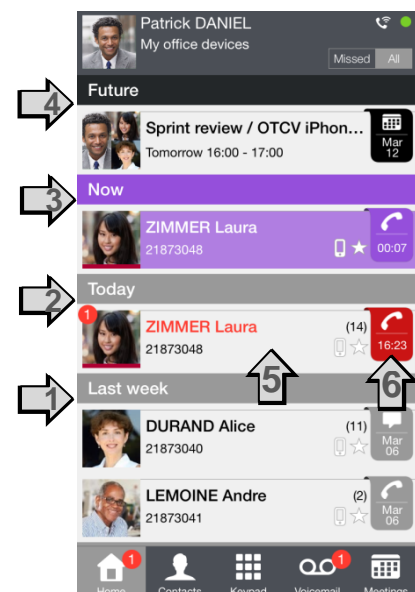 Patrick DANIEL
My office devices
Missed All
4
Future
Sprint review / OTCV iPhon...
Tomorrow 16:00 - 17:00
Mar
12
3
Now
ZIMMER Laura
21873048
00:07
2
Today
1
ZIMMER Laura
(14)
21873048
16:23
5
6
1
Last week
DURAND Alice
(11)
21873040
Mar
06
LEMOINE Andre
(2)
21873041
Mar
06
1
1
Home Contacts Keypad Voicemail Meetings